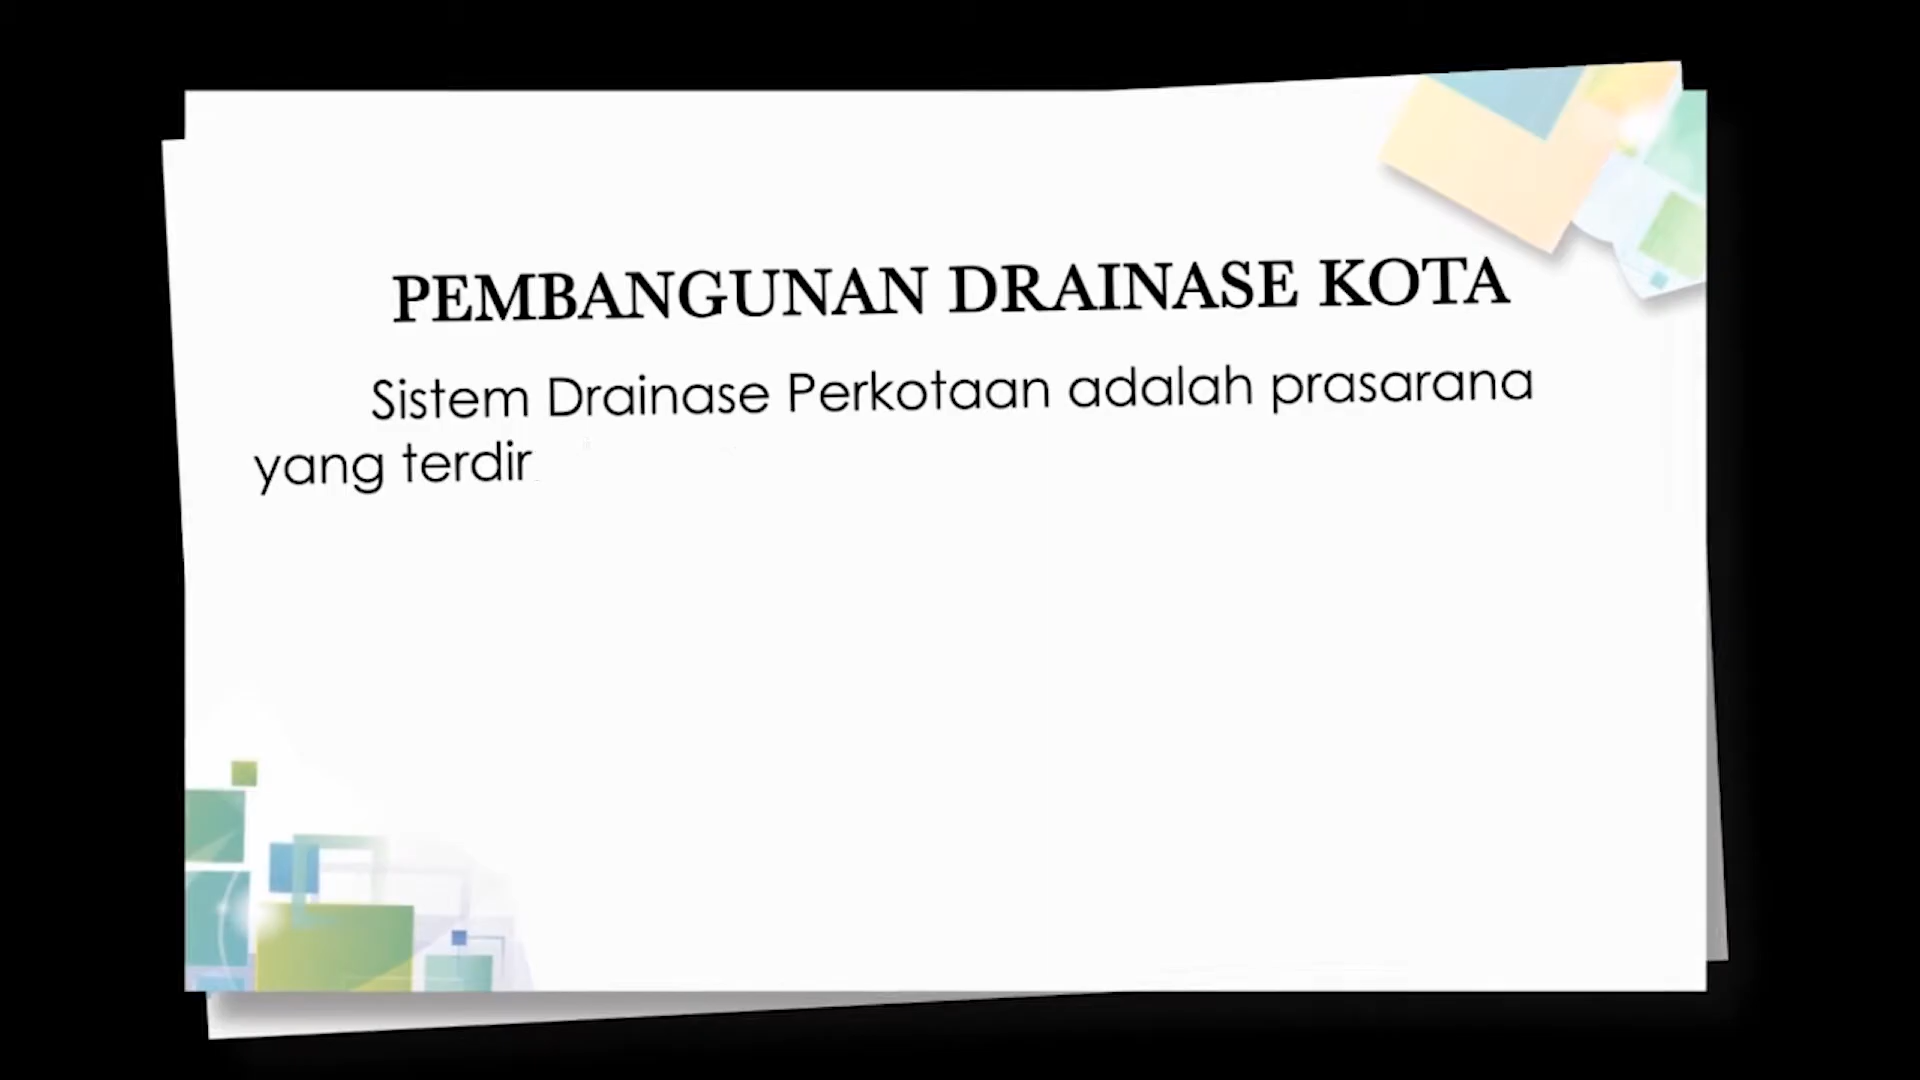 PEMBANGUNAN DRAINASE KOTA
Sistem Drainase Perkotaan adalah prasarana
yang terdir